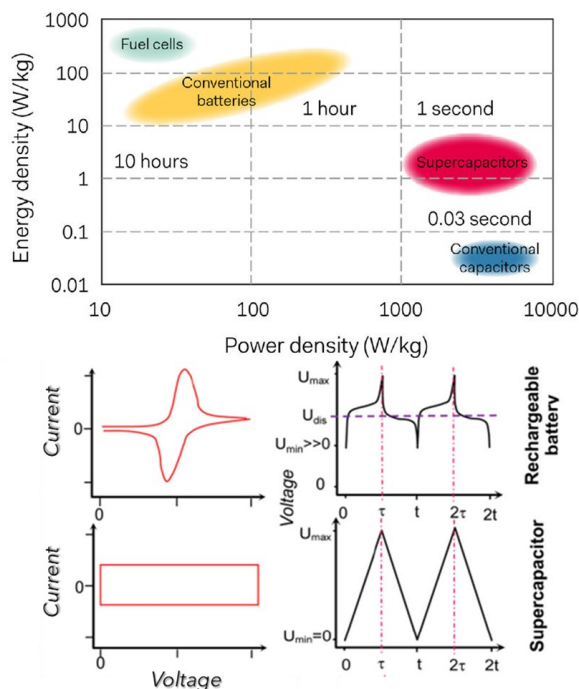 1000
Fuel cells
Conventional
batteries
100
1 hour
1 second
10
10 hours
Supercapacitors
1
0.03 second
0.1
Conventional
capacitors
0.01
10
100
1000
10000
Energy density (W/kg)
Power density (W/kg)
Current
0
0
Umax
Udis
Umin>>0
0
Voltage
0
τ
t
2τ
2t
Rechargeable
battery
Current
0
0
Voltage
Umax
Umin=0
0
τ
t
2τ
2t
Supercapacitor